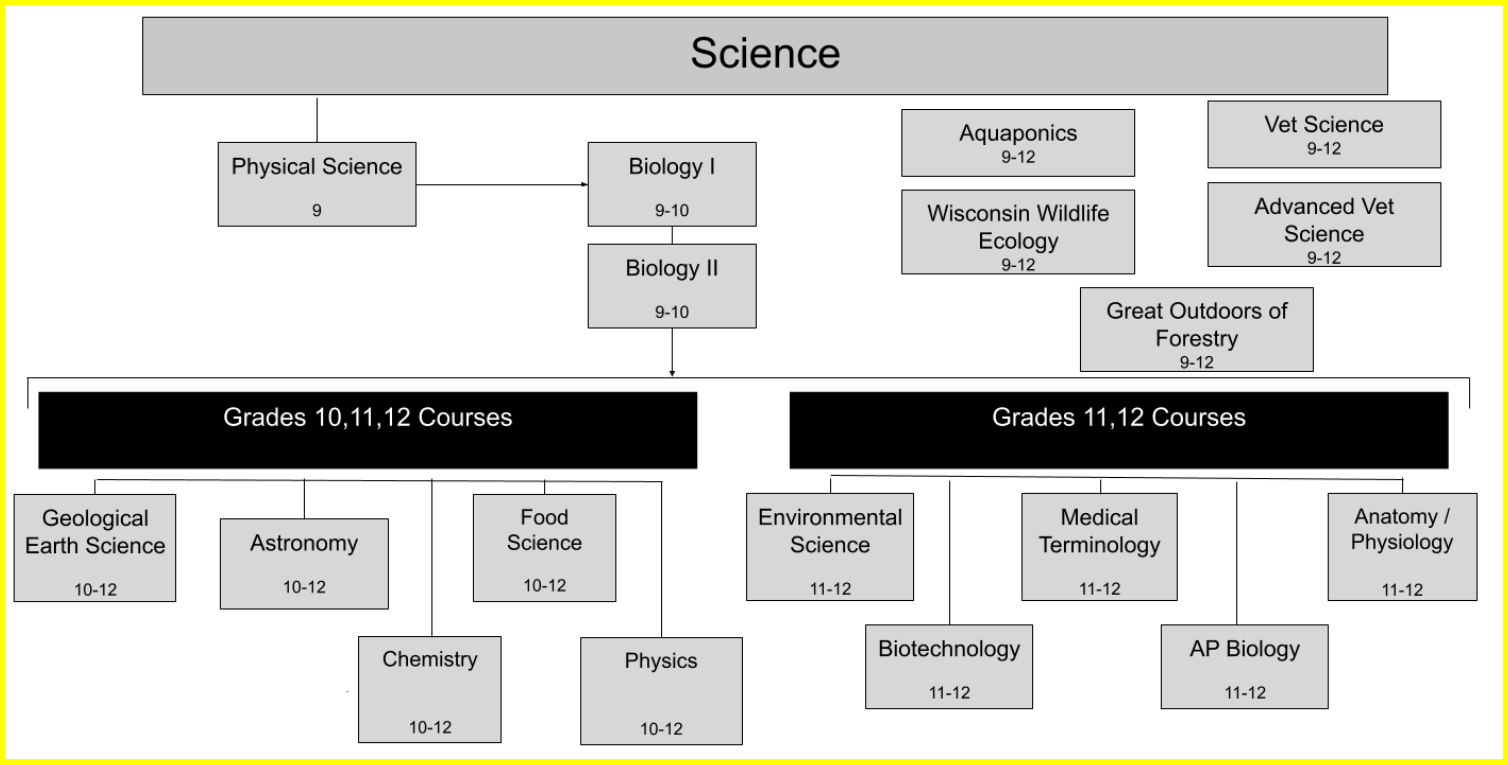 Science
Physical Science
9
Biology I
9-10
Biology II
9-10
Aquaponics
9-12
Vet Science
9-12
Wisconsin Wildlife
Ecology
9-12
Advanced Vet
Science
9-12
Great Outdoors of
Forestry
9-12
Grades 10,11,12 Courses
Grades 11,12 Courses
Geological
Earth Science
10-12
Astronomy
10-12
Food
Science
10-12
Chemistry
10-12
Physics
10-12
Environmental
Science
11-12
Medical
Terminology
11-12
Anatomy /
Physiology
11-12
Biotechnology
11-12
AP Biology
11-12